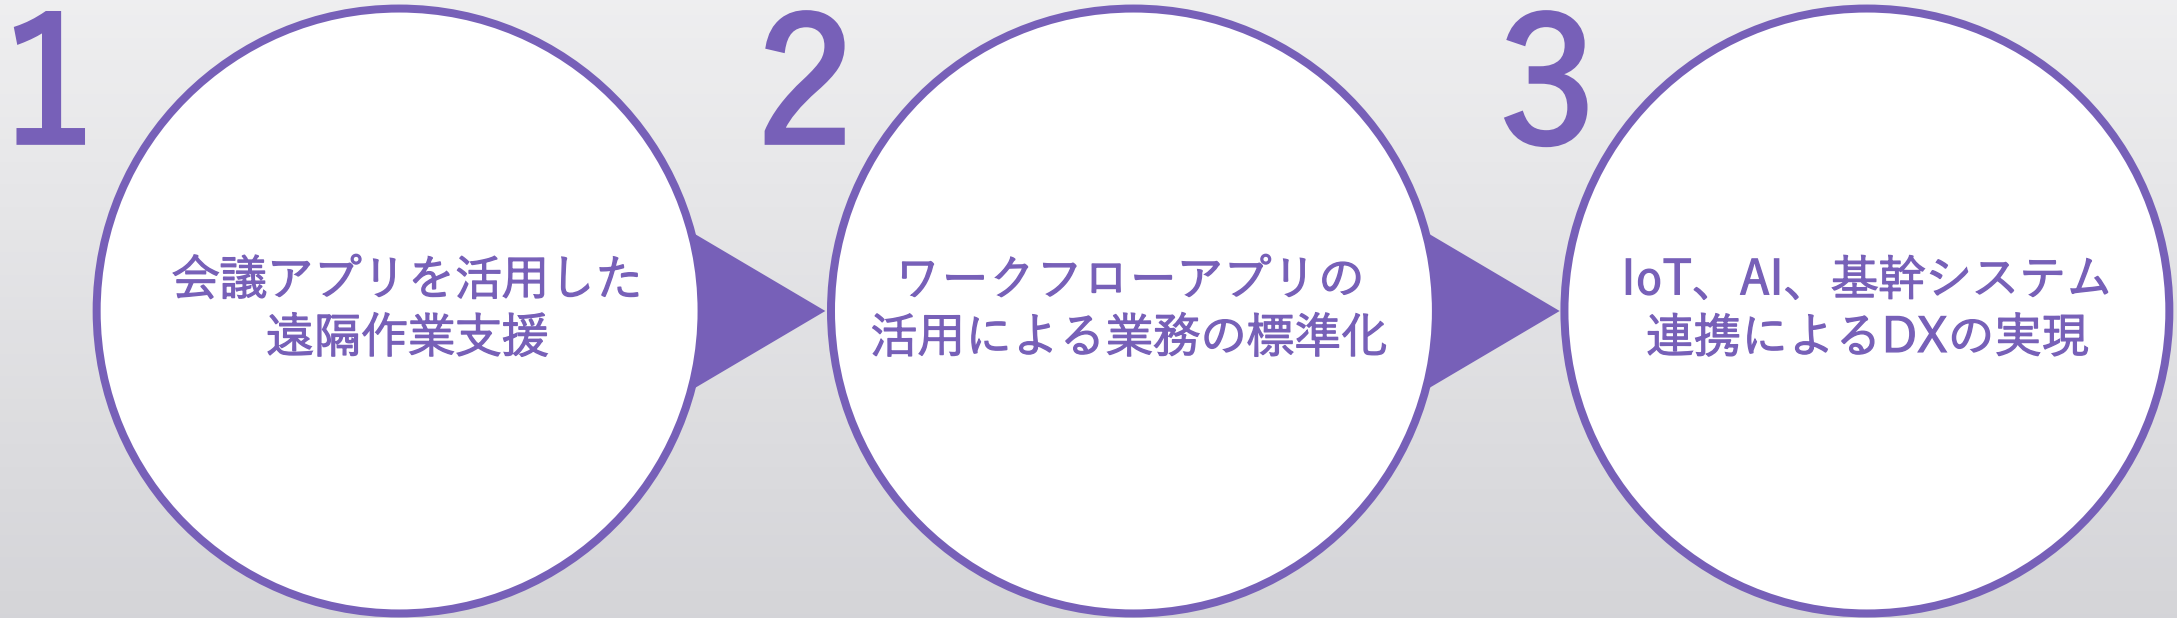 1
会議アプリを活用した
遠隔作業支援
2
ワークフローアプリの
活用による業務の標準化
3
IoT、AI、基幹システム
連携によるDXの実現